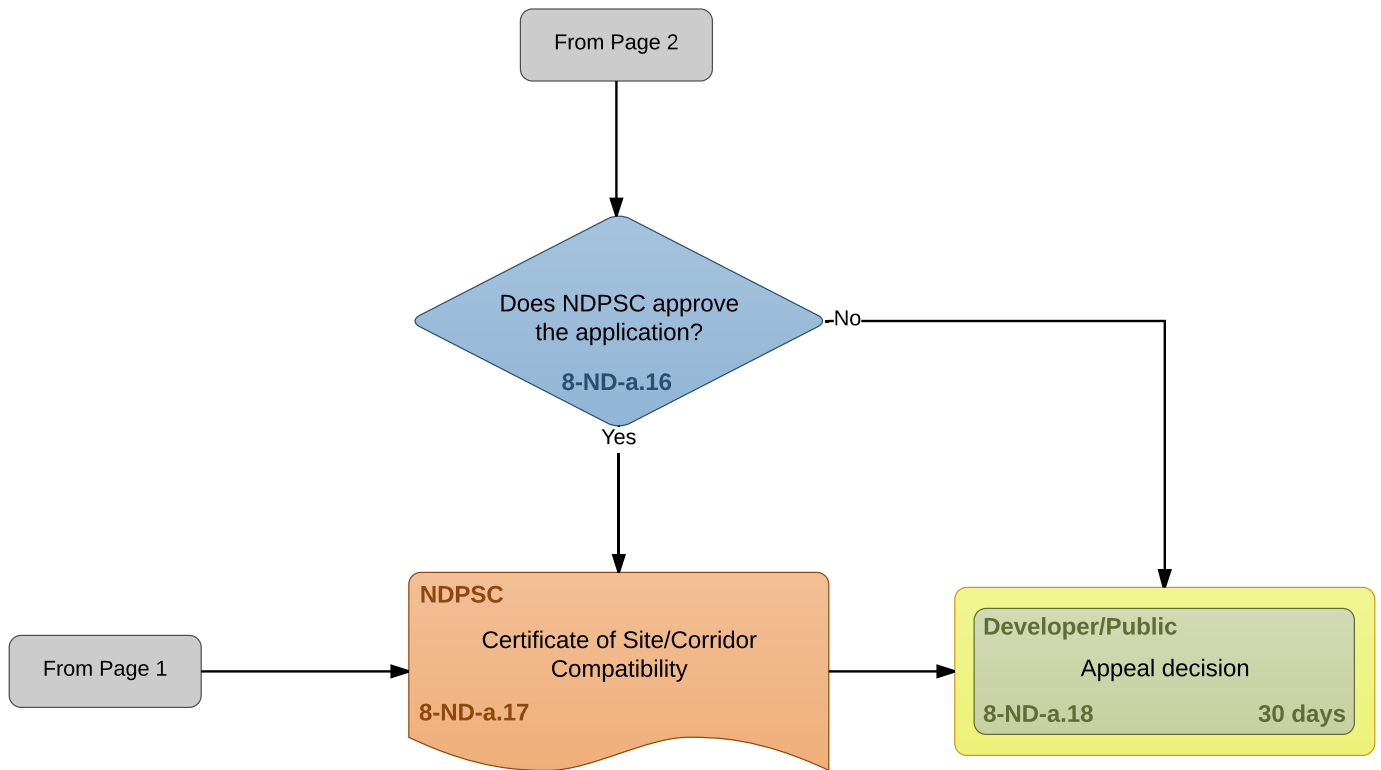 From Page 2
Does NDPSC approve
the application?
8-ND-a.16
No
Yes
NDPSC
Certificate of Site/Corridor
Compatibility
8-ND-a.17
From Page 1
Developer/Public
Appeal decision
8-ND-a.18
30 days